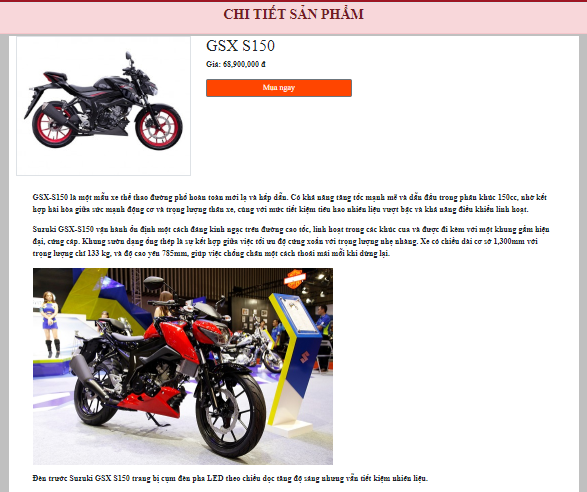 CHI TIẾT SẢN PHẨM
GSX S150
Giá: 68,900,000 đ
Mua ngay
GSX-S150 là một mẫu xe thể thao đường phố hoàn toàn mới lạ và hấp dẫn. Có khả năng tăng tốc mạnh mẽ và dẫn đầu trong phân khúc 150cc, nhờ kết
hợp hài hòa giữa sức mạnh động cơ và trọng lượng thân xe, cùng với mức tiết kiệm tiêu hao nhiên liệu vượt bậc và khả năng điều khiển linh hoạt.
Suzuki GSX-S150 vận hành ổn định một cách đáng kinh ngạc trên đường cao tốc, linh hoạt trong các khúc cua và được đi kèm với một khung gầm hiện
đại, cứng cáp. Khung sườn dạng ống thép là sự kết hợp giữa việc tối ưu độ cứng xoắn với trọng lượng nhẹ nhàng. Xe có chiều dài cơ sở 1,300mm với
trọng lượng chỉ 133 kg, và độ cao yên 785mm, giúp việc chống chân một cách thoải mái mỗi khi dừng lại.
Đèn trước Suzuki GSX S150 trang bị cụm đèn pha LED theo chiều dọc tăng độ sáng nhưng vẫn tiết kiệm nhiên liệu.